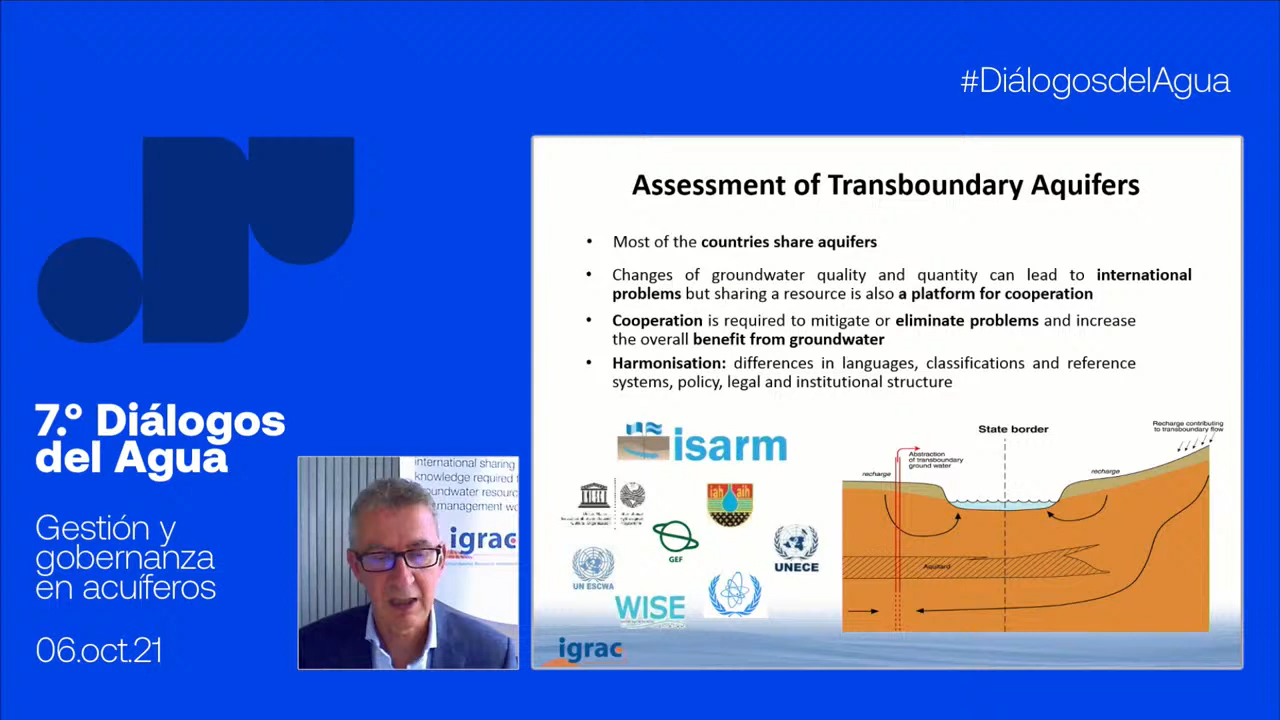 #DiálogosdelAgua
7.º Diálogos
del Agua
Gestión y
gobernanza
en acuíferos
06.oct.21
international sharing
knowledge required f
groundwater resourc
management wo
igrac
Assessment of Transboundary Aquifers
• Most of the countries share aquifers
• Changes of groundwater quality and quantity can lead to international
problems but sharing a resource is also a platform for cooperation
• Cooperation is required to mitigate or eliminate problems and increase
the overall benefit from groundwater
• Harmonisation: differences in languages, classifications and reference
systems, policy, legal and institutional structure
isarm
iah aih
GEF
UNECE
UN ESCWA
WISE
igrac
State border
Recharge contributing
to transboundary flow
Abstraction
of transboundary
ground water
recharge
recharge
Aquitard